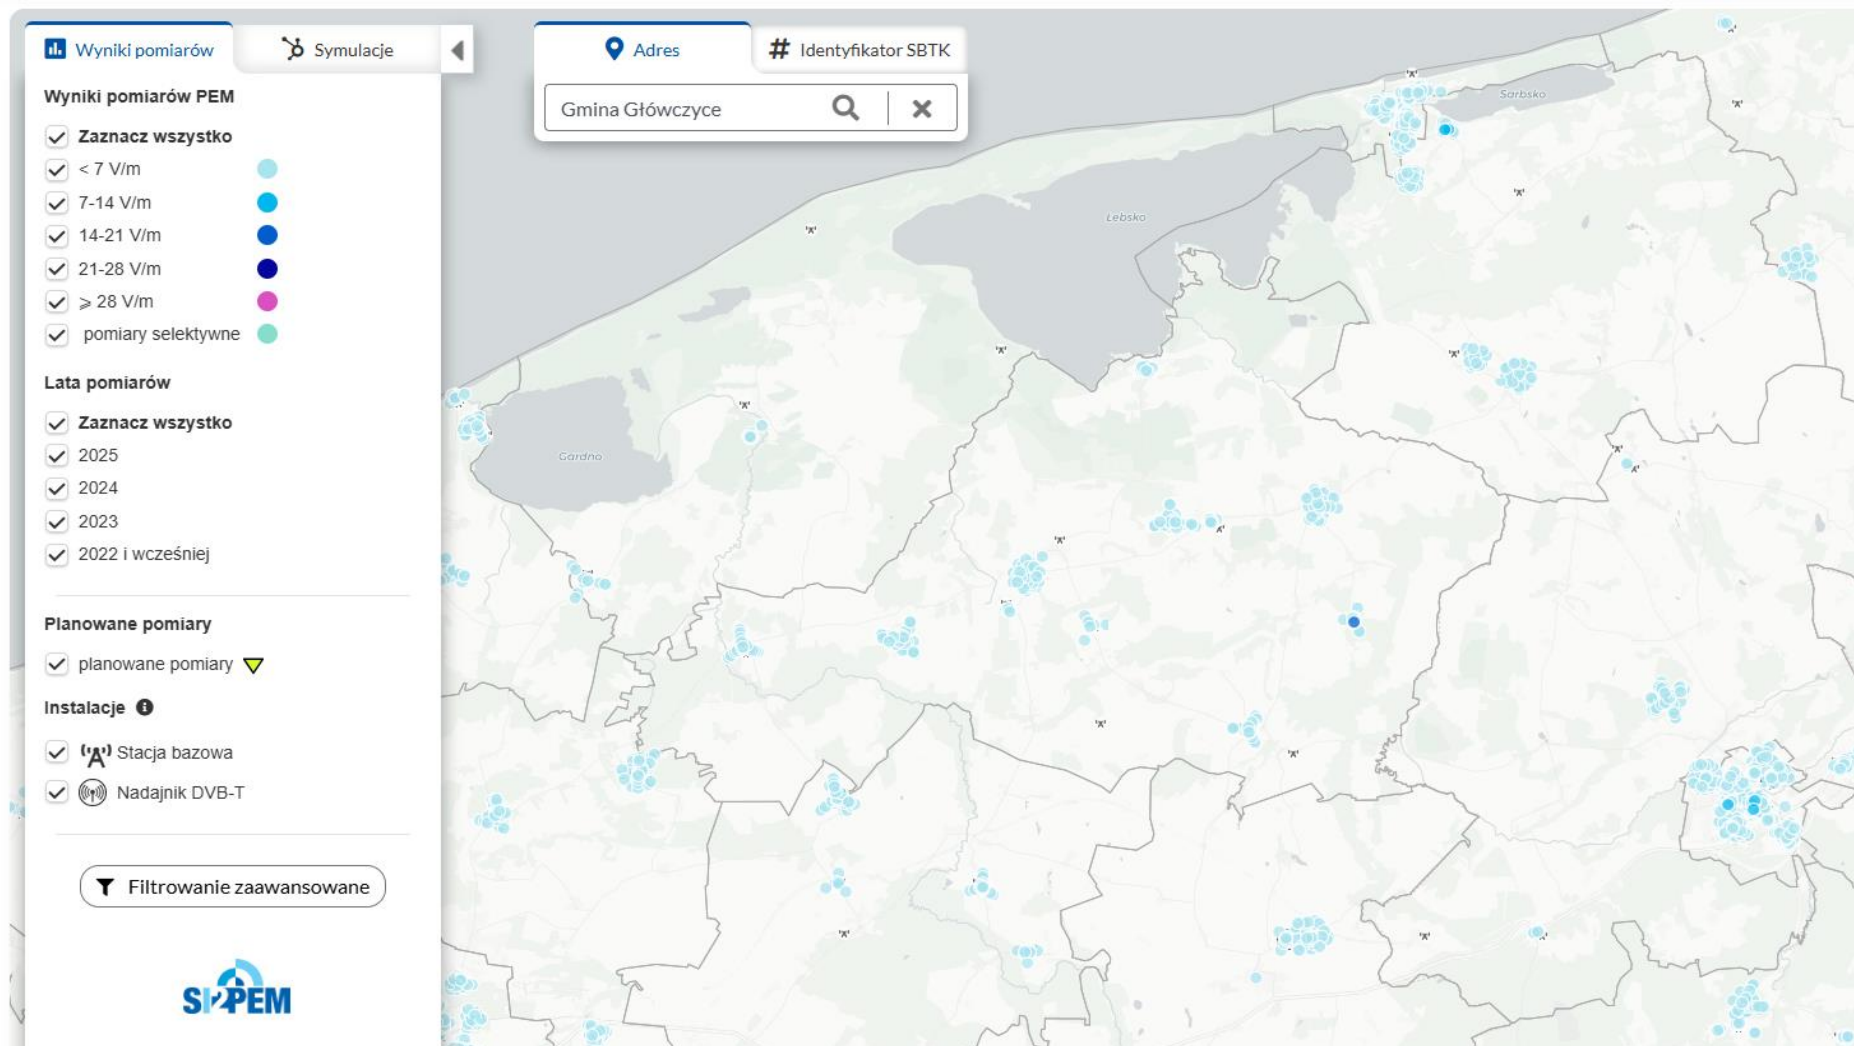 Wyniki pomiarów
Symulacje
Adres
# Identyfikator SBTK
Gmina Główczyce
Wyniki pomiarów PEM
Zaznacz wszystko
< 7 V/m
7-14 V/m
14-21 V/m
21-28 V/m
⩾ 28 V/m
pomiary selektywne
Lata pomiarów
Zaznacz wszystko
2025
2024
2023
2022 i wcześniej
Planowane pomiary
planowane pomiary
Instalacje
Stacja bazowa
Nadajnik DVB-T
Filtrowanie zaawansowane
SI2PEM
Sarbsko
Łebsko
Gardno